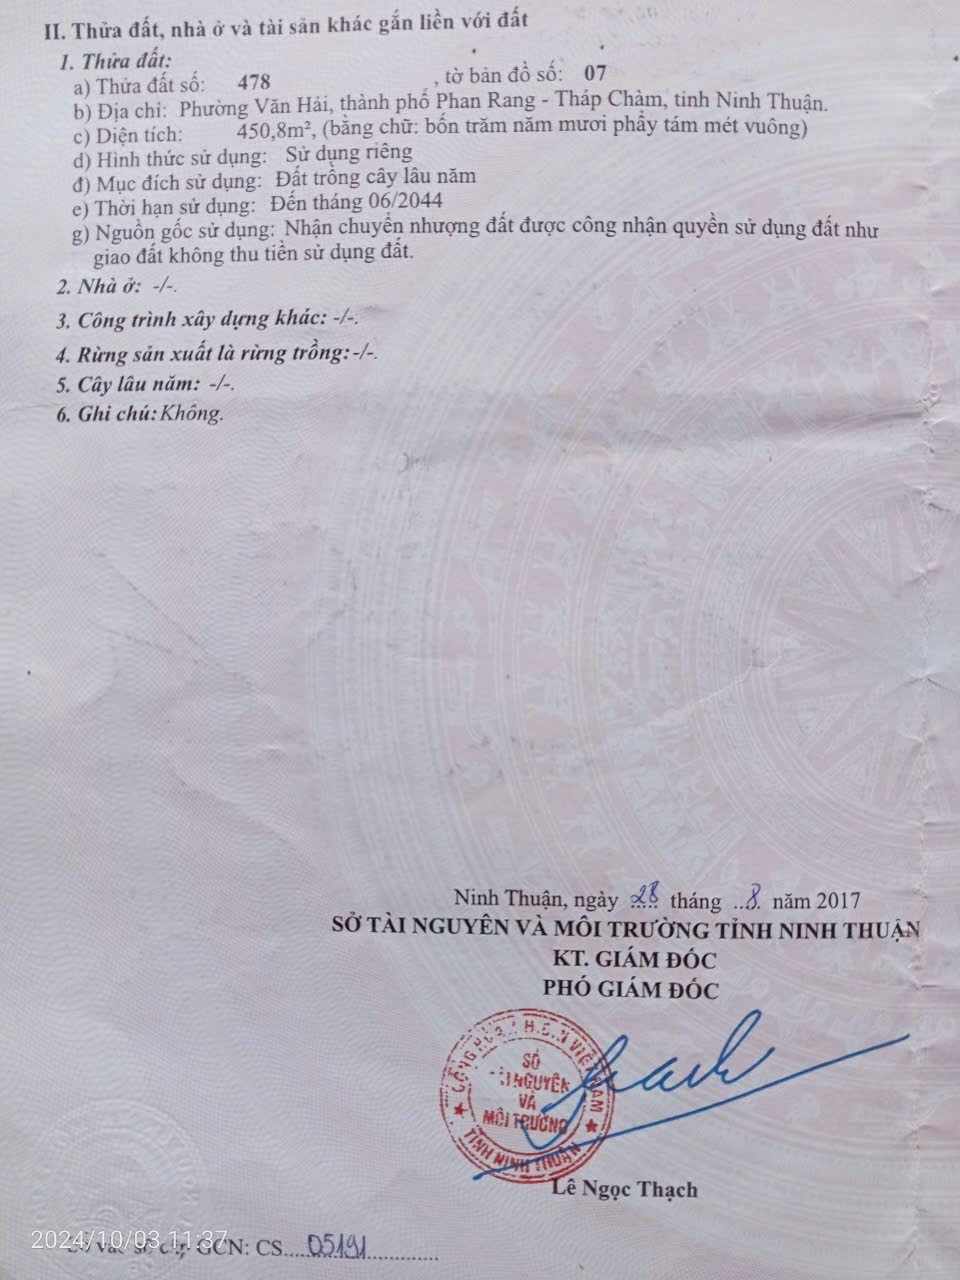 II. Thửa đất, nhà ở và tài sản khác gắn liền với đất
1. Thửa đất:
a) Thửa đất số: 478 , tờ bản đồ số: 07
b) Địa chỉ: Phường Văn Hải, thành phố Phan Rang - Tháp Chàm, tỉnh Ninh Thuận.
c) Diện tích: 450,8m², (bằng chữ: bốn trăm năm mươi phẩy tám mét vuông)
d) Hình thức sử dụng: Sử dụng riêng
đ) Mục đích sử dụng: Đất trồng cây lâu năm
e) Thời hạn sử dụng: Đến tháng 06/2044
g) Nguồn gốc sử dụng: Nhận chuyển nhượng đất được công nhận quyền sử dụng đất như
giao đất không thu tiền sử dụng đất.
2. Nhà ở: -/-.
3. Công trình xây dựng khác: -/-.
4. Rừng sản xuất là rừng trồng: -/-.
5. Cây lâu năm: -/-.
6. Ghi chú: Không.
Ninh Thuận, ngày 28 tháng 8 năm 2017
SỞ TÀI NGUYÊN VÀ MÔI TRƯỜNG TỈNH NINH THUẬN
KT. GIÁM ĐỐC
PHÓ GIÁM ĐỐC
SỞ
NGUYÊN
VÀ
MÔI TRƯỜNG
TỈNH NINH THUẬN
Lê Ngọc Thạch
2024/10/03 11:37
GCN: CS....05191